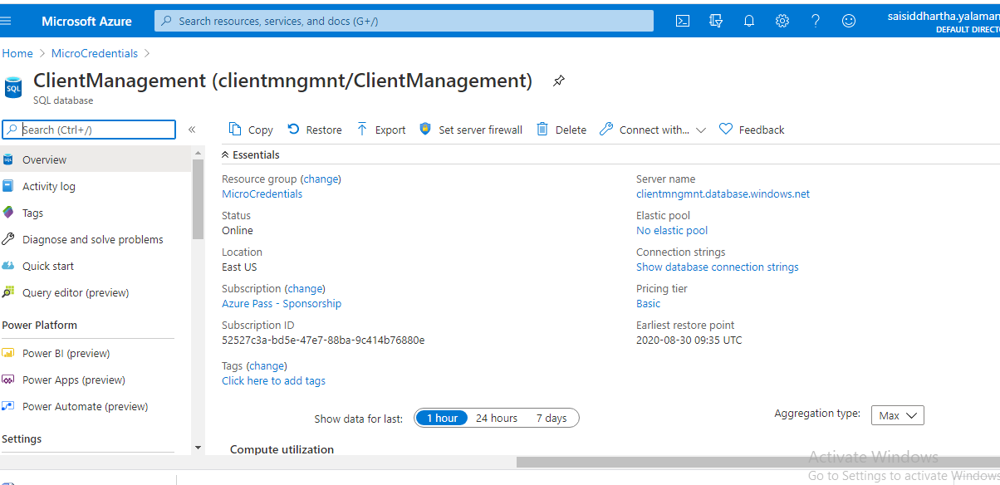 Microsoft Azure
Search resources, services, and docs (G+/)
saisiddhartha.yalaman
DEFAULT DIRECTO
Home > MicroCredentials >
SQL
ClientManagement (clientmngmnt/ClientManagement)
SQL database
Search (Ctrl+/)
«
Copy Restore Export Set server firewall Delete Connect with... Feedback
Overview
Activity log
Tags
Diagnose and solve problems
Quick start
Query editor (preview)
Power Platform
Power BI (preview)
Power Apps (preview)
Power Automate (preview)
Settings
Essentials
Resource group (change)
MicroCredentials
Status
Online
Location
East US
Subscription (change)
Azure Pass - Sponsorship
Subscription ID
52527c3a-bd5e-47e7-88ba-9c414b76880e
Tags (change)
Click here to add tags
Server name
clientmngmnt.database.windows.net
Elastic pool
No elastic pool
Connection strings
Show database connection strings
Pricing tier
Basic
Earliest restore point
2020-08-30 09:35 UTC
Show data for last: 1 hour 24 hours 7 days
Aggregation type: Max
Compute utilization
Activate Windows
Go to Settings to activate Windows